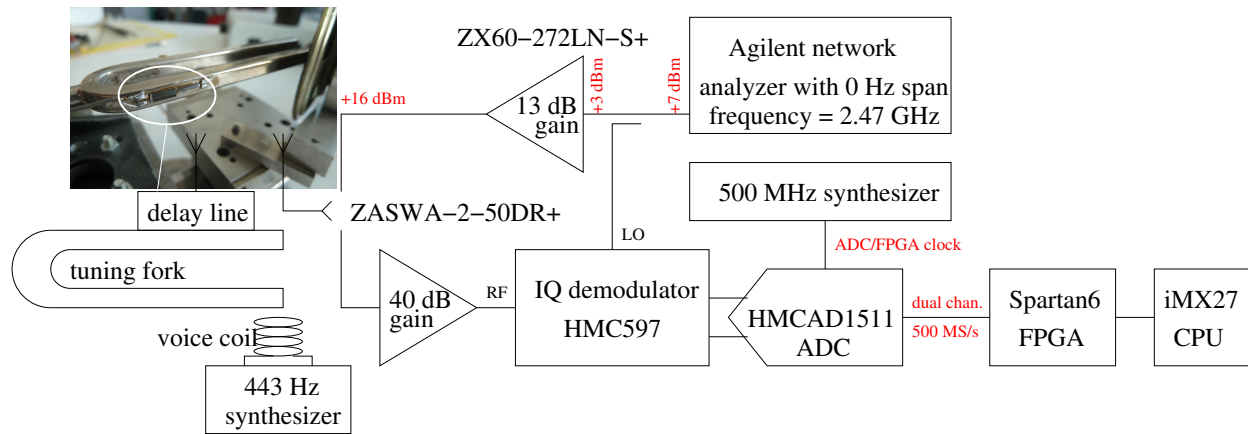 ZX60−272LN−S+
Agilent network
analyzer with 0 Hz span
frequency = 2.47 GHz
+16 dBm
13 dB
gain
+3 dBm
+7 dBm
500 MHz synthesizer
delay line
ZASWA−2−50DR+
LO
ADC/FPGA clock
tuning fork
40 dB
gain
RF
IQ demodulator
HMC597
HMCAD1511
ADC
dual chan.
500 MS/s
Spartan6
FPGA
iMX27
CPU
voice coil
443 Hz
synthesizer